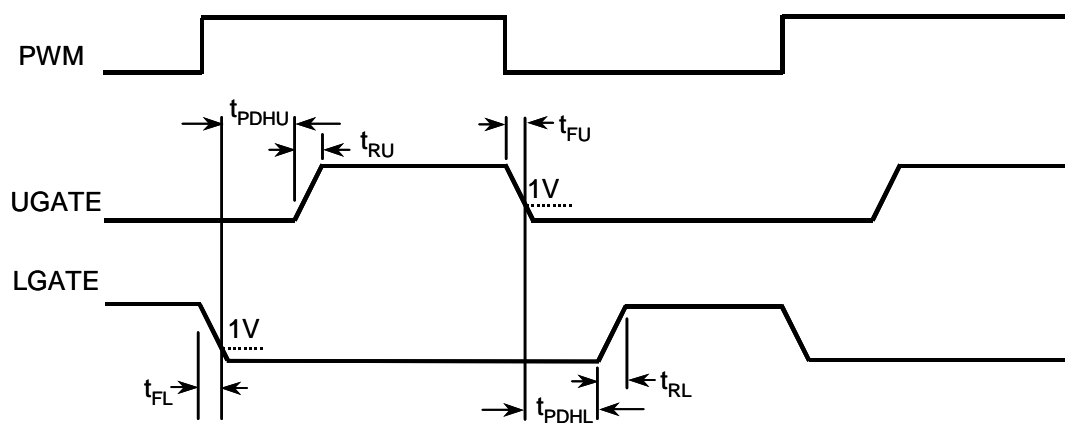 PWM
tPDHU
tRU
tFU
UGATE
1V
LGATE
1V
tFL
tRL
tPDHL